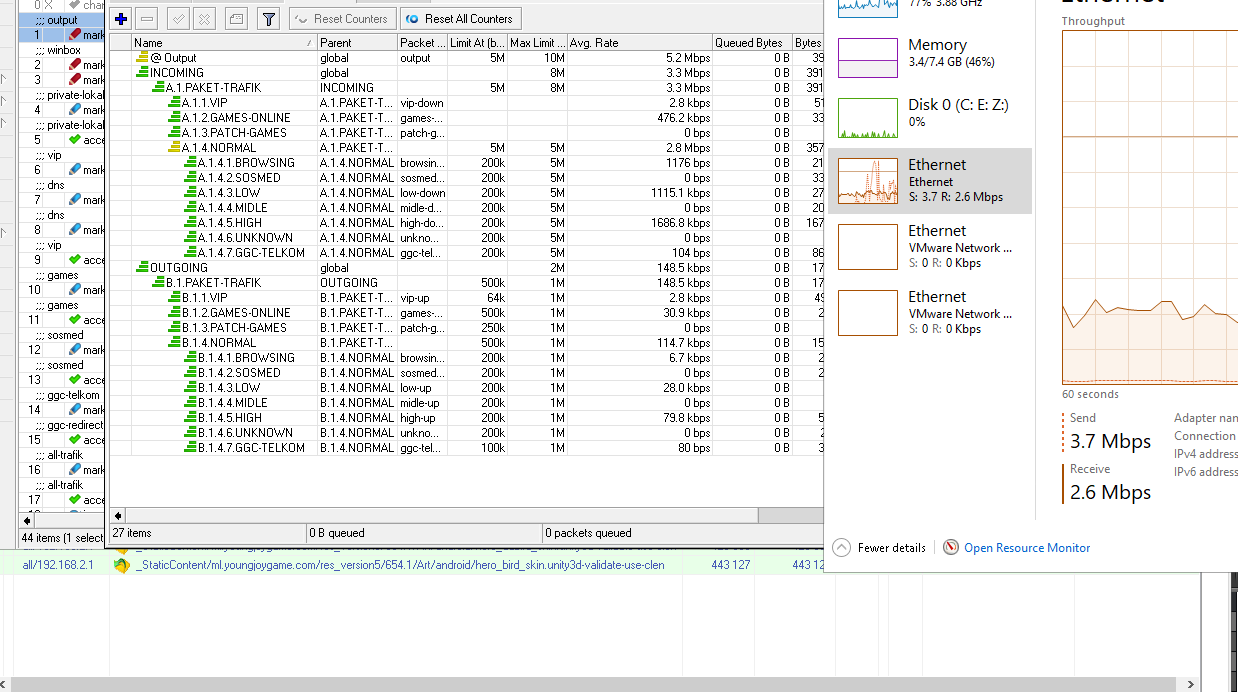 0 X
;;; output
1 mark
;;; winbox
2 mark
3 mark
;;; private-lokal
4 mark
;;; private-lokal
5 acce
;;; vip
6 mark
;;; dns
7 mark
;;; dns
8 mark
;;; vip
9 acce
;;; games
10 mark
;;; games
11 acce
;;; sosmed
12 mark
;;; sosmed
13 acce
;;; ggc-telkom
14 mark
;;; ggc-redirect
15 acce
;;; all-trafik
16 mark
;;; all-trafik
17 acce
44 items (1 select
Reset Counters Reset All Counters
Name / Parent Packet ... Limit At (b... Max Limit ... Avg. Rate Queued Bytes Bytes
@ Output global output 5M 10M 5.2 Mbps 0 B 39
INCOMING global 8M 3.3 Mbps 0 B 391
A.1.PAKET-TRAFIK INCOMING 5M 8M 3.3 Mbps 0 B 391
A.1.1.VIP A.1.PAKET-T... vip-down 2.8 kbps 0 B 51
A.1.2.GAMES-ONLINE A.1.PAKET-T... games-... 476.2 kbps 0 B 33
A.1.3.PATCH-GAMES A.1.PAKET-T... patch-g... 0 bps 0 B
A.1.4.NORMAL A.1.PAKET-T... 5M 5M 2.8 Mbps 0 B 357
A.1.4.1.BROWSING A.1.4.NORMAL browsin... 200k 5M 1176 bps 0 B 21
A.1.4.2.SOSMED A.1.4.NORMAL sosmed... 200k 5M 0 bps 0 B 33
A.1.4.3.LOW A.1.4.NORMAL low-down 200k 5M 1115.1 kbps 0 B 27
A.1.4.4.MIDLE A.1.4.NORMAL midle-d... 200k 5M 0 bps 0 B 20
A.1.4.5.HIGH A.1.4.NORMAL high-do... 200k 5M 1686.8 kbps 0 B 167
A.1.4.6.UNKNOWN A.1.4.NORMAL unkno... 200k 5M 0 bps 0 B
A.1.4.7.GGC-TELKOM A.1.4.NORMAL ggc-tel... 200k 5M 104 bps 0 B 86
OUTGOING global 2M 148.5 kbps 0 B 17
B.1.PAKET-TRAFIK OUTGOING 500k 1M 148.5 kbps 0 B 17
B.1.1.VIP B.1.PAKET-T... vip-up 64k 1M 2.8 kbps 0 B 49
B.1.2.GAMES-ONLINE B.1.PAKET-T... games-... 500k 1M 30.9 kbps 0 B 2
B.1.3.PATCH-GAMES B.1.PAKET-T... patch-g... 250k 1M 0 bps 0 B
B.1.4.NORMAL B.1.PAKET-T... 500k 1M 114.7 kbps 0 B 15
B.1.4.1.BROWSING B.1.4.NORMAL browsin... 200k 1M 6.7 kbps 0 B 2
B.1.4.2.SOSMED B.1.4.NORMAL sosmed... 200k 1M 0 bps 0 B 2
B.1.4.3.LOW B.1.4.NORMAL low-up 200k 1M 28.0 kbps 0 B
B.1.4.4.MIDLE B.1.4.NORMAL midle-up 200k 1M 0 bps 0 B
B.1.4.5.HIGH B.1.4.NORMAL high-up 200k 1M 79.8 kbps 0 B 5
B.1.4.6.UNKNOWN B.1.4.NORMAL unkno... 200k 1M 0 bps 0 B 2
B.1.4.7.GGC-TELKOM B.1.4.NORMAL ggc-tel... 100k 1M 80 bps 0 B 3
27 items 0 B queued 0 packets queued
all/192.168.2.1 _StaticContent/ml.youngjoygame.com/res_version5/654.1/Art/android/hero_bird_skin.unity3d-validate-use-clen 443 127 443 12
77% 3.88 GHz
Memory
3.4/7.4 GB (46%)
Disk 0 (C: E: Z:)
0%
Ethernet
Ethernet
S: 3.7 R: 2.6 Mbps
Ethernet
VMware Network ...
S: 0 R: 0 Kbps
Ethernet
VMware Network ...
S: 0 R: 0 Kbps
Throughput
60 seconds
Send
3.7 Mbps
Receive
2.6 Mbps
Adapter nam
Connection
IPv4 address
IPv6 address
Fewer details
Open Resource Monitor